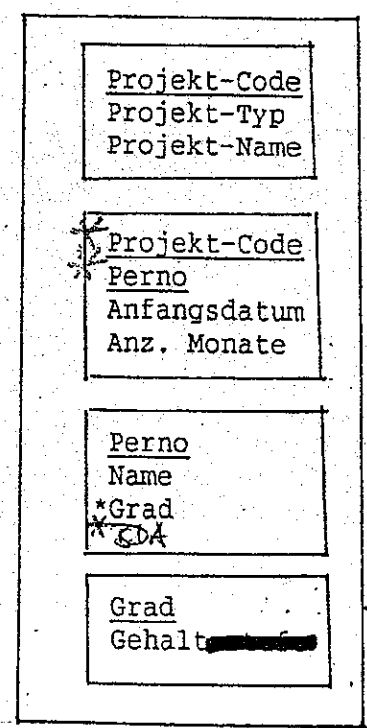 Projekt-Code
Projekt-Typ
Projekt-Name
*Projekt-Code
*Perno
Anfangsdatum
Anz. Monate
Perno
Name
*Grad
*
Grad
Gehalt